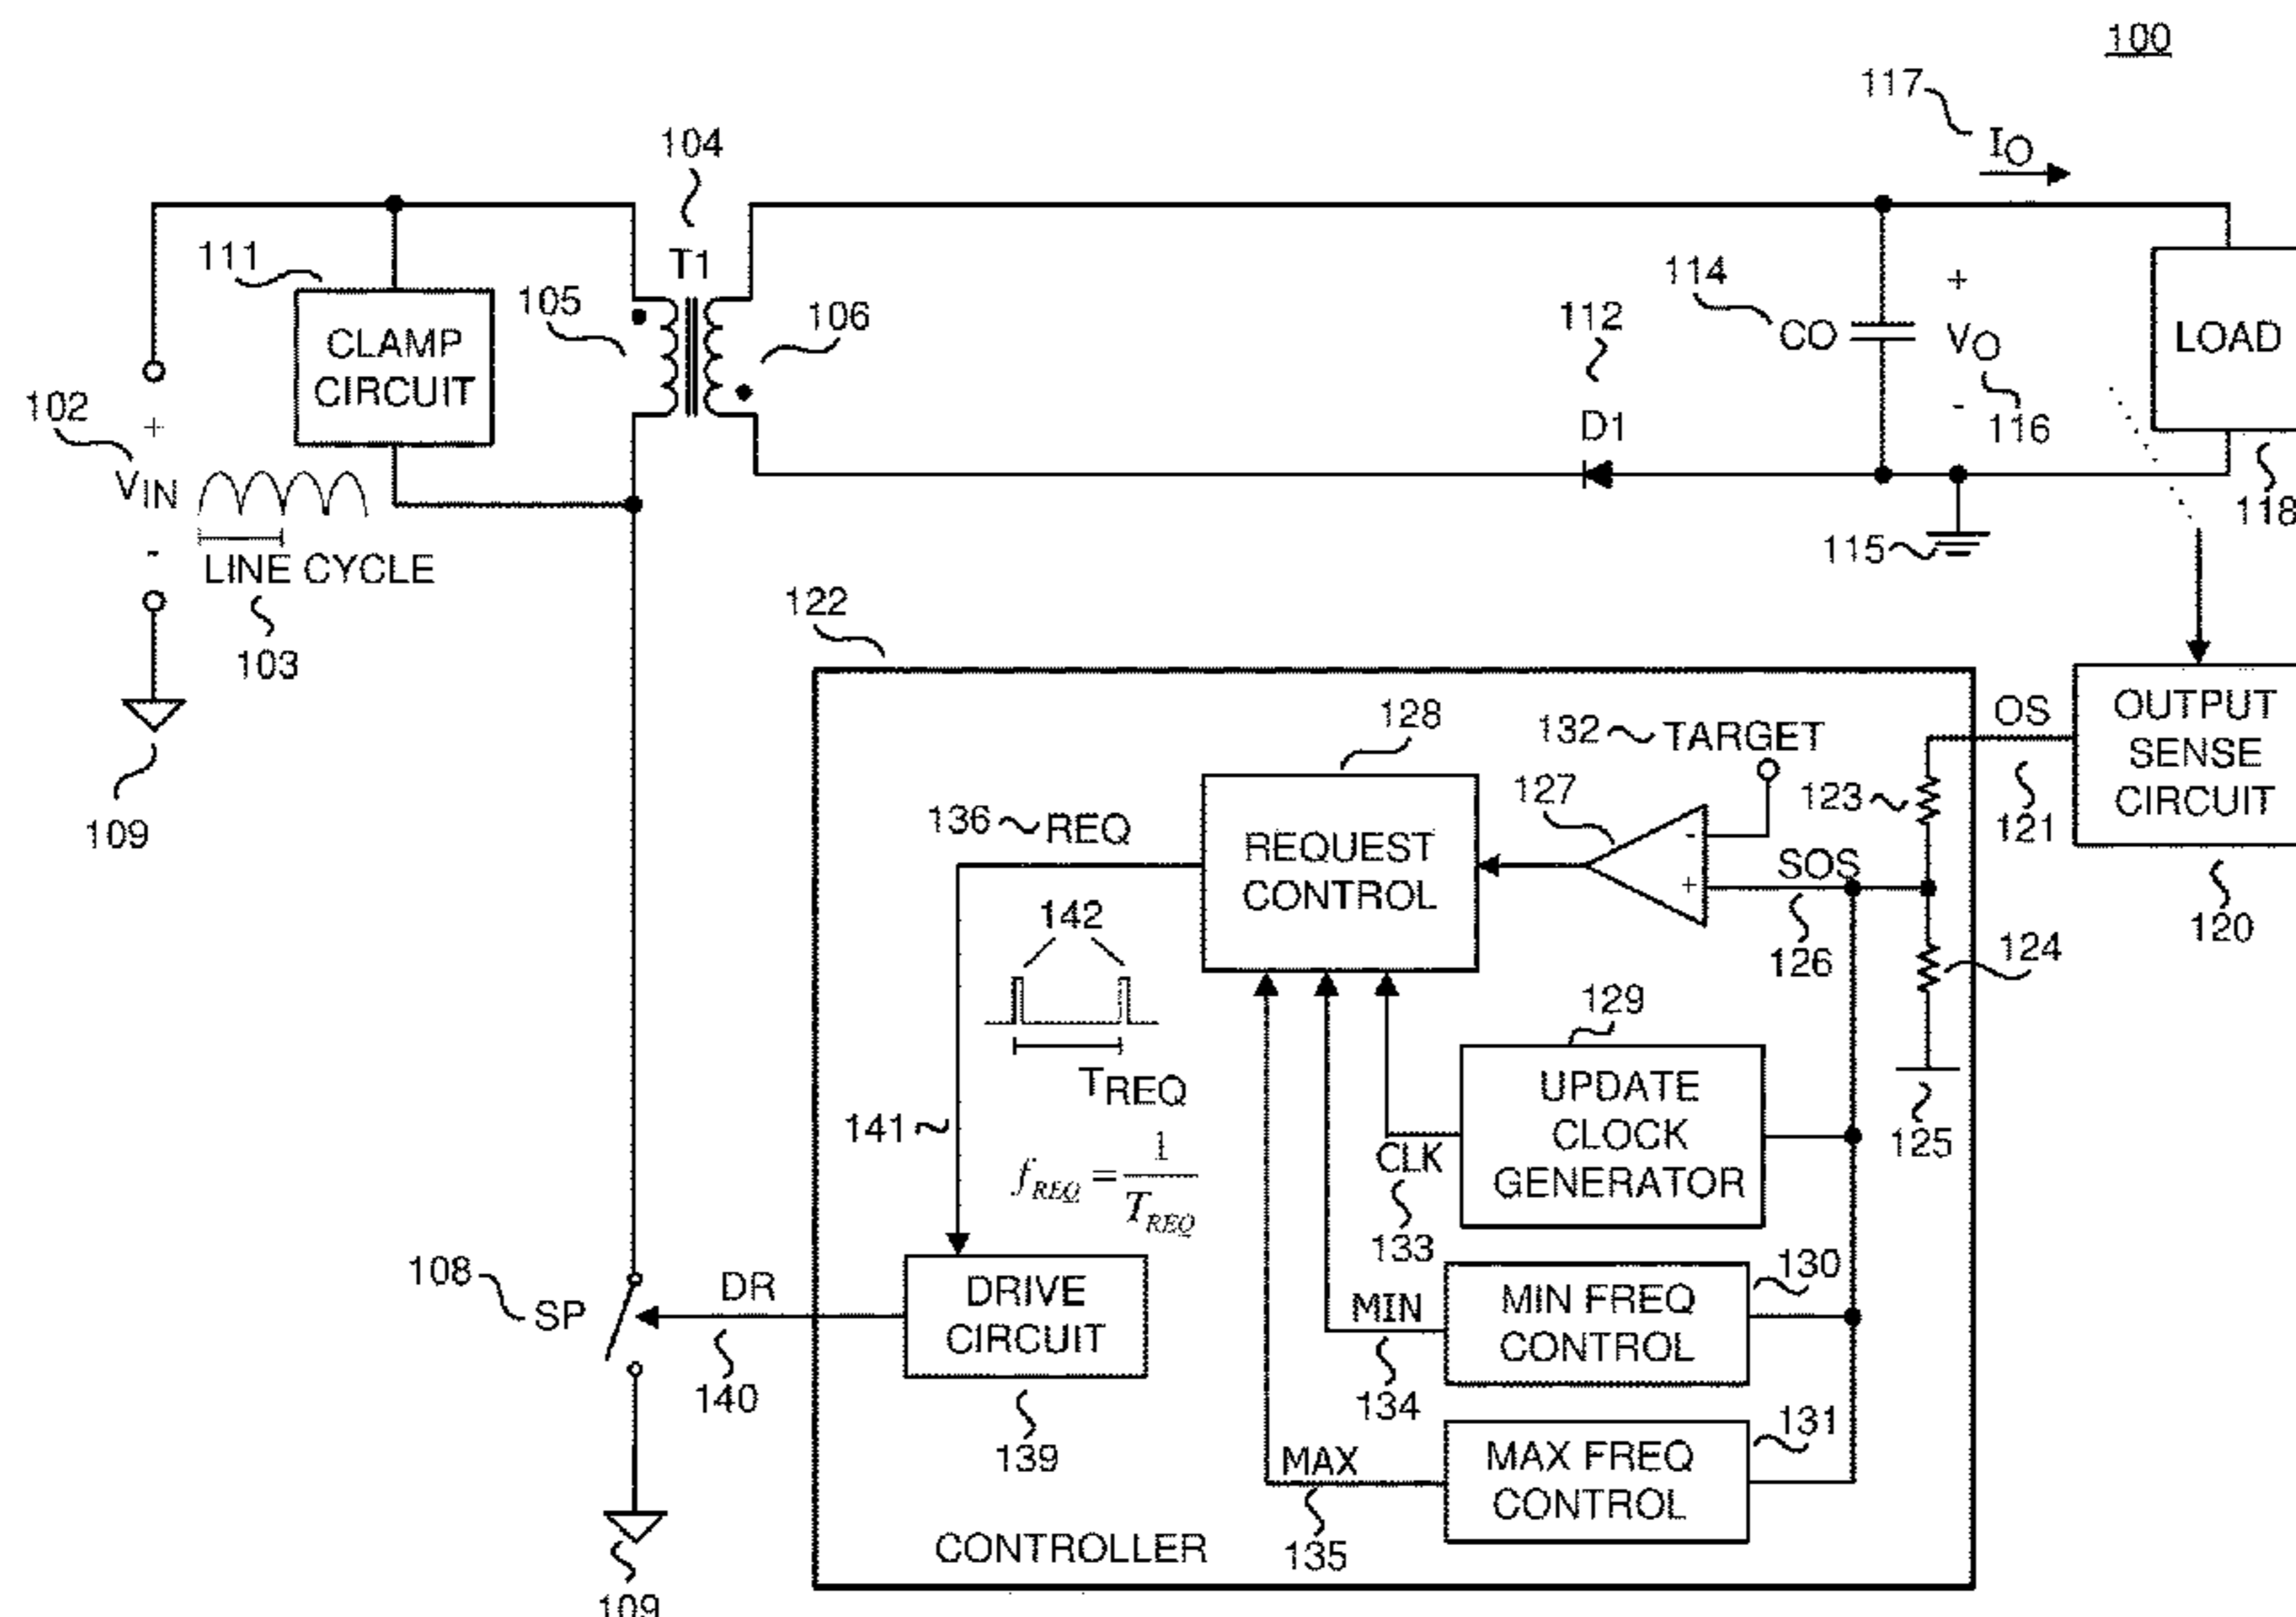 100
117
IO
104
T1
111
CLAMP
CIRCUIT
105
106
112
D1
114
CO
+
VO
-
116
LOAD
118
115
102
+
VIN
-
LINE CYCLE
103
109
122
CONTROLLER
128
REQUEST
CONTROL
132
TARGET
127
-
+
SOS
126
123
124
125
OS
121
OUTPUT
SENSE
CIRCUIT
120
136
REQ
142
TREQ
141
fREQ = 1/TREQ
129
UPDATE
CLOCK
GENERATOR
CLK
133
130
MIN FREQ
CONTROL
MIN
134
131
MAX FREQ
CONTROL
MAX
135
DRIVE
CIRCUIT
139
DR
140
108
SP
109